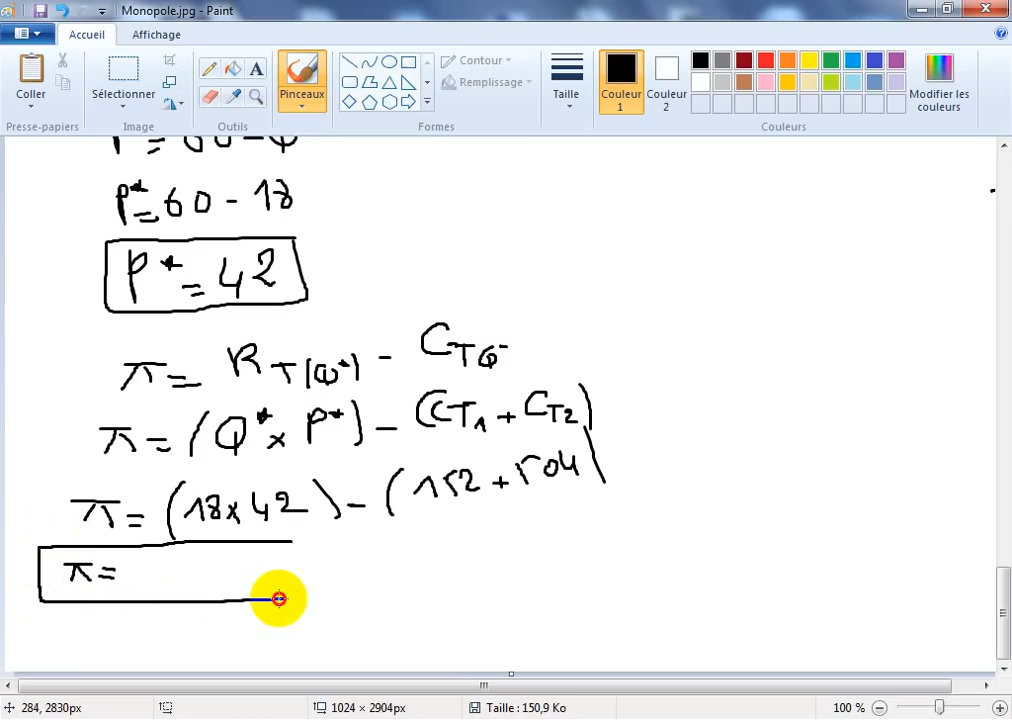 Monopole.jpg - Paint
Accueil
Affichage
Coller
Sélectionner
Pinceaux
Contour
Remplissage
Taille
Couleur 1
Couleur 2
Modifier les couleurs
Presse-papiers
Image
Outils
Formes
Couleurs
P = 60 - Q
P* = 60 - 18
P* = 42
π = RT(Q*) - CTQ*
π = (Q* × P*) - (CT1 + CT2)
π = (18 × 42) - (152 + 504)
π =
284, 2830px
1024 × 2904px
Taille : 150,9 Ko
100 %